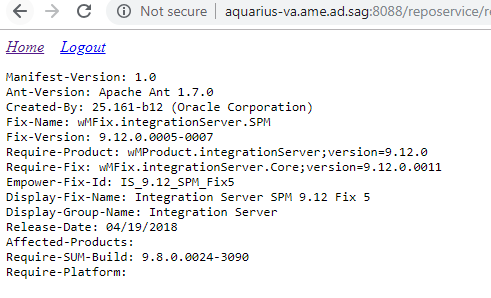 Not secure | aquarius-va.ame.ad.sag:8088/reposervice/r
Home Logout
Manifest-Version: 1.0
Ant-Version: Apache Ant 1.7.0
Created-By: 25.161-b12 (Oracle Corporation)
Fix-Name: wMFix.integrationServer.SPM
Fix-Version: 9.12.0.0005-0007
Require-Product: wMProduct.integrationServer;version=9.12.0
Require-Fix: wMFix.integrationServer.Core;version=9.12.0.0011
Empower-Fix-Id: IS_9.12_SPM_Fix5
Display-Fix-Name: Integration Server SPM 9.12 Fix 5
Display-Group-Name: Integration Server
Release-Date: 04/19/2018
Affected-Products:
Require-SUM-Build: 9.8.0.0024-3090
Require-Platform: